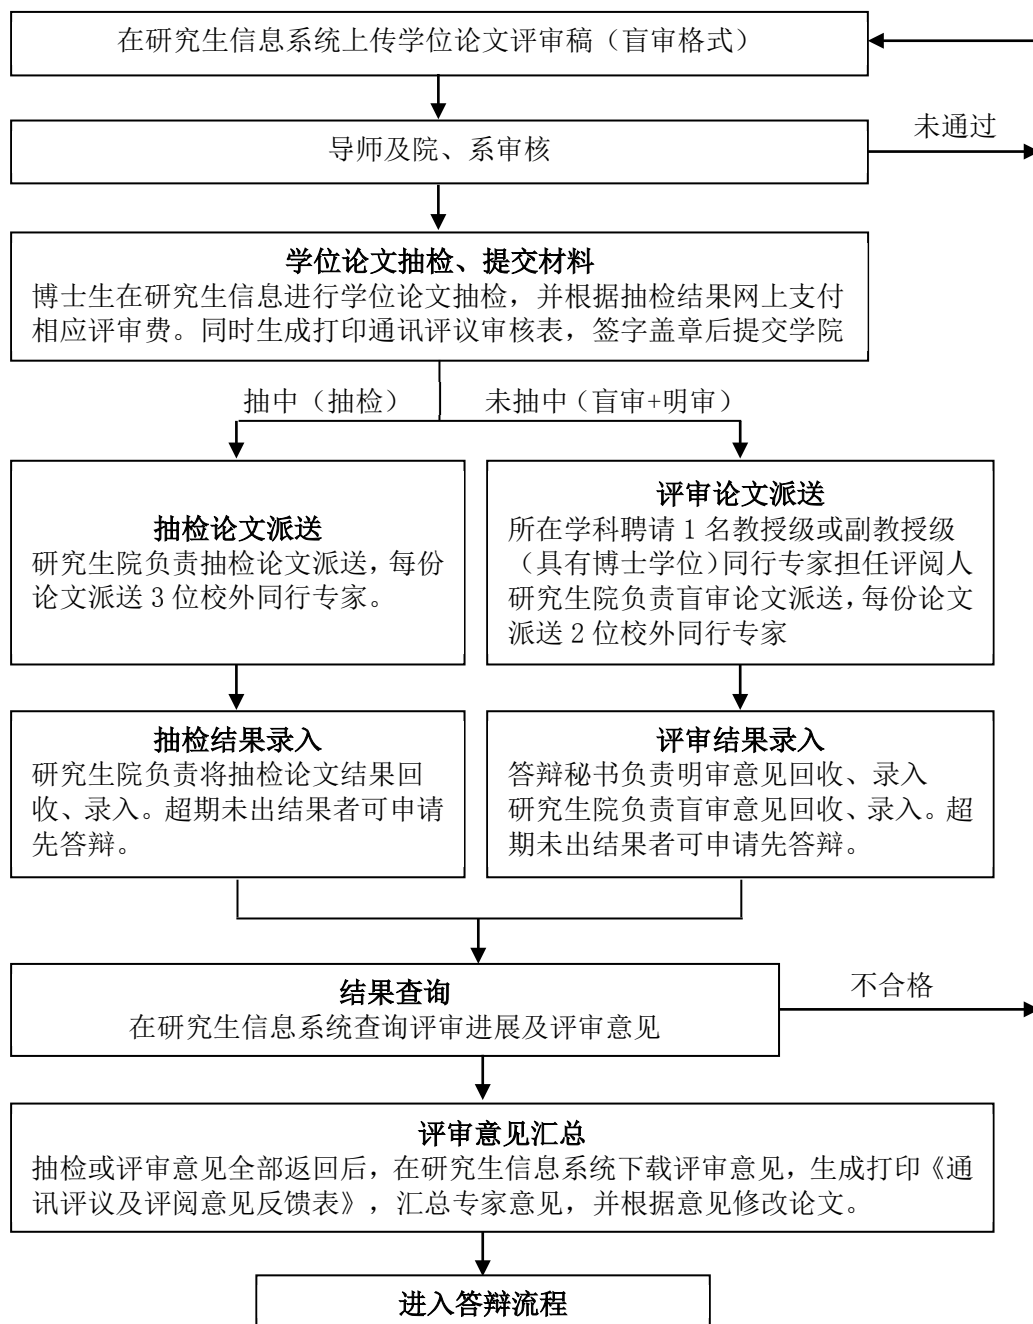 在研究生信息系统上传学位论文评审稿（盲审格式）
导师及院、系审核
未通过
学位论文抽检、提交材料
博士生在研究生信息进行学位论文抽检，并根据抽检结果网上支付
相应评审费。同时生成打印通讯评议审核表，签字盖章后提交学院
抽中（抽检）
未抽中（盲审+明审）
抽检论文派送
研究生院负责抽检论文派送，每份
论文派送 3 位校外同行专家。
评审论文派送
所在学科聘请 1 名教授级或副教授级
（具有博士学位）同行专家担任评阅人
研究生院负责盲审论文派送，每份论文
派送 2 位校外同行专家
抽检结果录入
研究生院负责将抽检论文结果回
收、录入。超期未出结果者可申请
先答辩。
评审结果录入
答辩秘书负责明审意见回收、录入
研究生院负责盲审意见回收、录入。超
期未出结果者可申请先答辩。
结果查询
在研究生信息系统查询评审进展及评审意见
不合格
评审意见汇总
抽检或评审意见全部返回后，在研究生信息系统下载评审意见，生成打印《通
讯评议及评阅意见反馈表》，汇总专家意见，并根据意见修改论文。
进入答辩流程